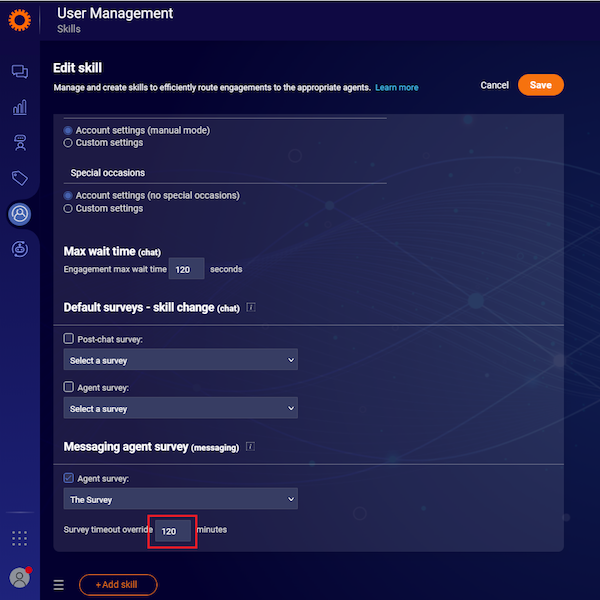 User Management
Skills
Edit skill
Manage and create skills to efficiently route engagements to the appropriate agents. Learn more
Cancel
Save
Account settings (manual mode)
Custom settings
Special occasions
Account settings (no special occasions)
Custom settings
Max wait time (chat)
Engagement max wait time 120 seconds
Default surveys - skill change (chat) i
Post-chat survey:
Select a survey
Agent survey:
Select a survey
Messaging agent survey (messaging) i
Agent survey:
The Survey
Survey timeout override 120 minutes
+ Add skill